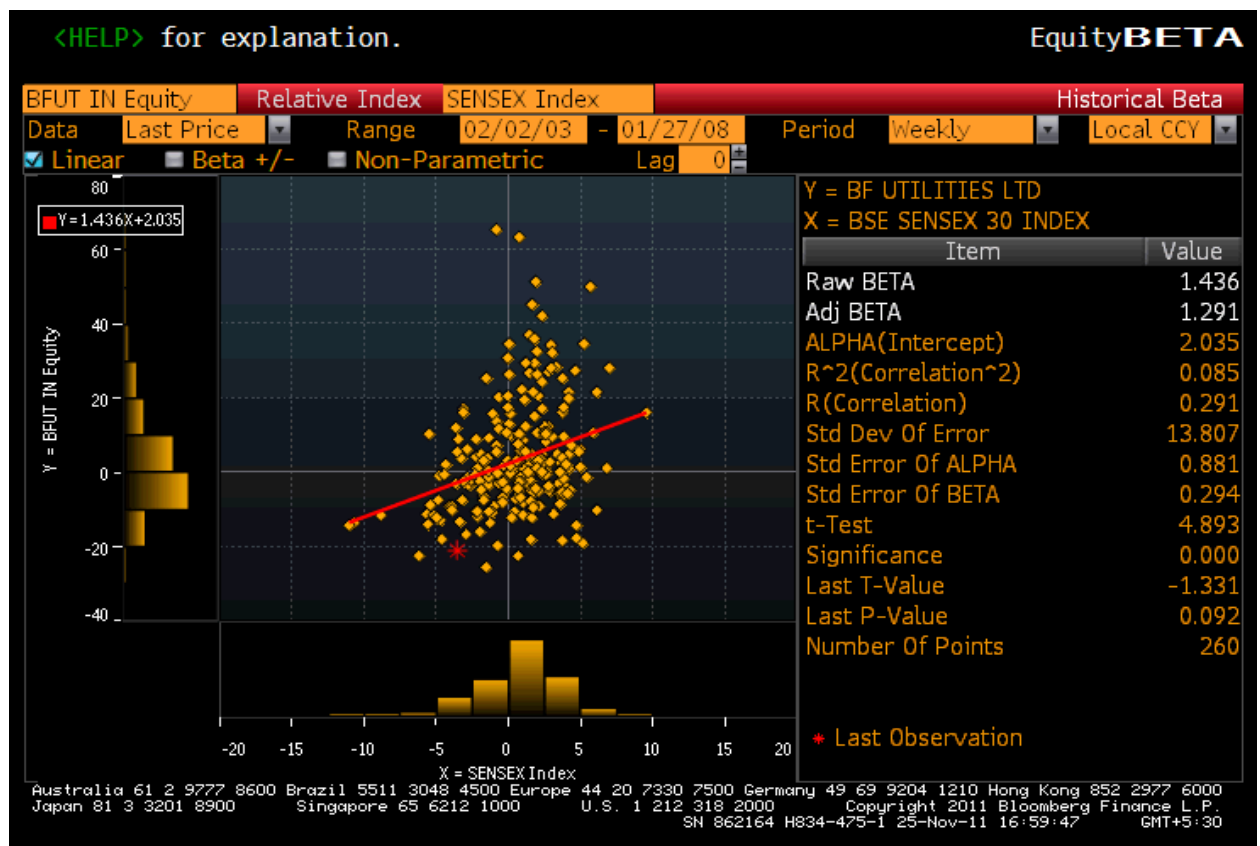 <HELP> for explanation. EquityBETA
BFUT IN Equity Relative Index SENSEX Index Historical Beta
Data Last Price Range 02/02/03 - 01/27/08 Period Weekly Local CCY
Linear Beta +/- Non-Parametric Lag 0
80
Y=1.436X+2.035
60
40
20
0
-20
-40
Y = BFUT IN Equity
-20 -15 -10 -5 0 5 10 15 20
X = SENSEX Index
Y = BF UTILITIES LTD
X = BSE SENSEX 30 INDEX
Item Value
Raw BETA 1.436
Adj BETA 1.291
ALPHA(Intercept) 2.035
R^2(Correlation^2) 0.085
R(Correlation) 0.291
Std Dev Of Error 13.807
Std Error Of ALPHA 0.881
Std Error Of BETA 0.294
t-Test 4.893
Significance 0.000
Last T-Value -1.331
Last P-Value 0.092
Number Of Points 260
* Last Observation
Australia 61 2 9777 8600 Brazil 5511 3048 4500 Europe 44 20 7330 7500 Germany 49 69 9204 1210 Hong Kong 852 2977 6000
Japan 81 3 3201 8900 Singapore 65 6212 1000 U.S. 1 212 318 2000 Copyright 2011 Bloomberg Finance L.P.
SN 862164 H834-475-1 25-Nov-11 16:59:47 GMT+5:30